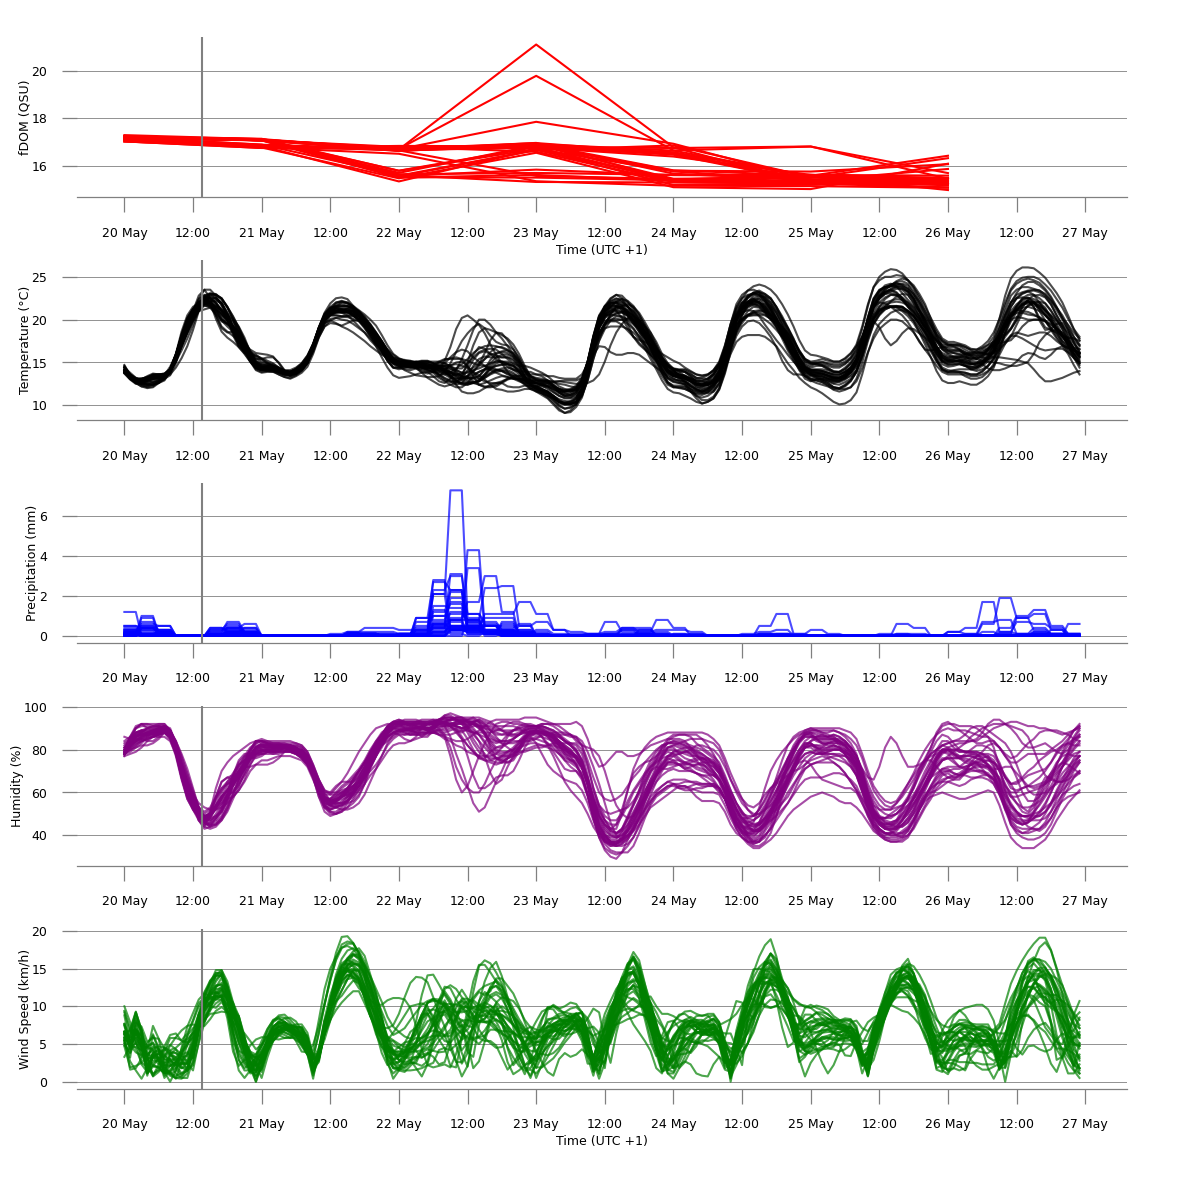 20
18
16
fDOM (QSU)
20 May 12:00 21 May 12:00 22 May 12:00 23 May 12:00 24 May 12:00 25 May 12:00 26 May 12:00 27 May
Time (UTC +1)
25
20
15
10
Temperature (°C)
20 May 12:00 21 May 12:00 22 May 12:00 23 May 12:00 24 May 12:00 25 May 12:00 26 May 12:00 27 May
6
4
2
0
Precipitation (mm)
20 May 12:00 21 May 12:00 22 May 12:00 23 May 12:00 24 May 12:00 25 May 12:00 26 May 12:00 27 May
100
80
60
40
Humidity (%)
20 May 12:00 21 May 12:00 22 May 12:00 23 May 12:00 24 May 12:00 25 May 12:00 26 May 12:00 27 May
20
15
10
5
0
Wind Speed (km/h)
20 May 12:00 21 May 12:00 22 May 12:00 23 May 12:00 24 May 12:00 25 May 12:00 26 May 12:00 27 May
Time (UTC +1)